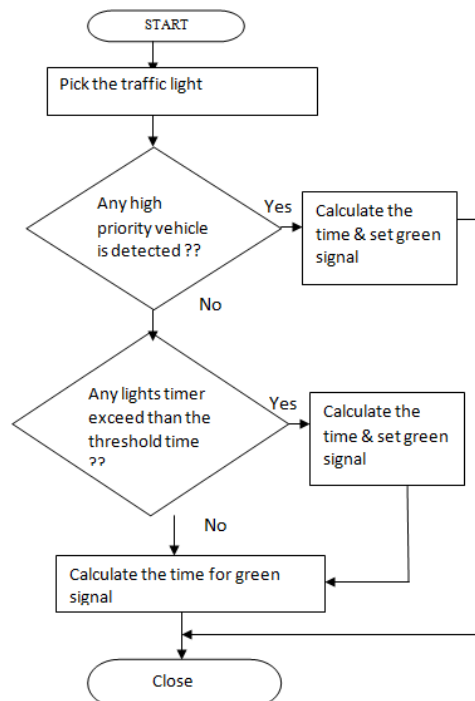 START
Pick the traffic light
Any high
priority vehicle
is detected ??
Yes
Calculate the
time & set green
signal
No
Any lights timer
exceed than the
threshold time
??
Yes
Calculate the
time & set green
signal
No
Calculate the time for green
signal
Close